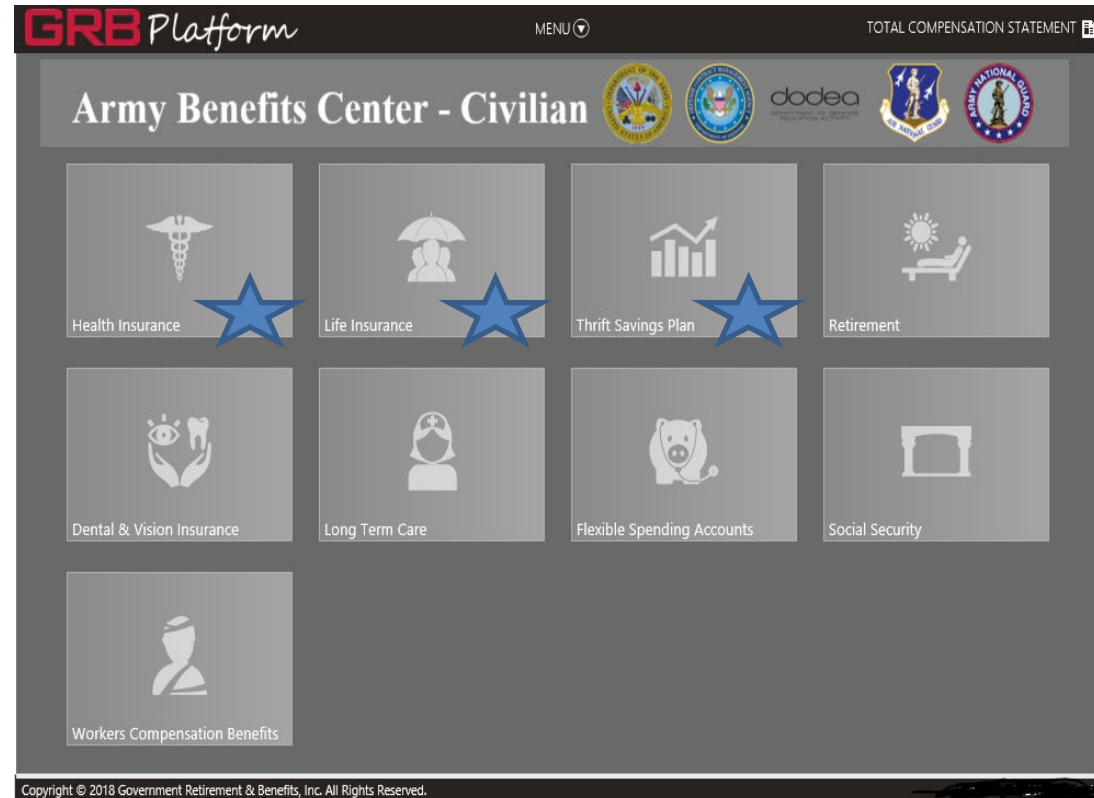 GRB Platform
MENU
TOTAL COMPENSATION STATEMENT
Army Benefits Center - Civilian
dodea
Health Insurance
Life Insurance
Thrift Savings Plan
Retirement
Dental & Vision Insurance
Long Term Care
Flexible Spending Accounts
Social Security
Workers Compensation Benefits
Copyright © 2018 Government Retirement & Benefits, Inc. All Rights Reserved.